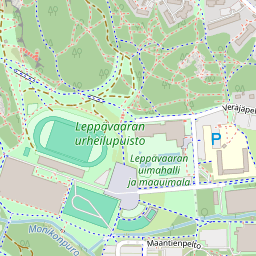 Veräjäpel
Leppävaaran
urheilupuisto
P
Leppävaaran
uimahalli
ja maauimala
Monikonpuro
Maantienpelto